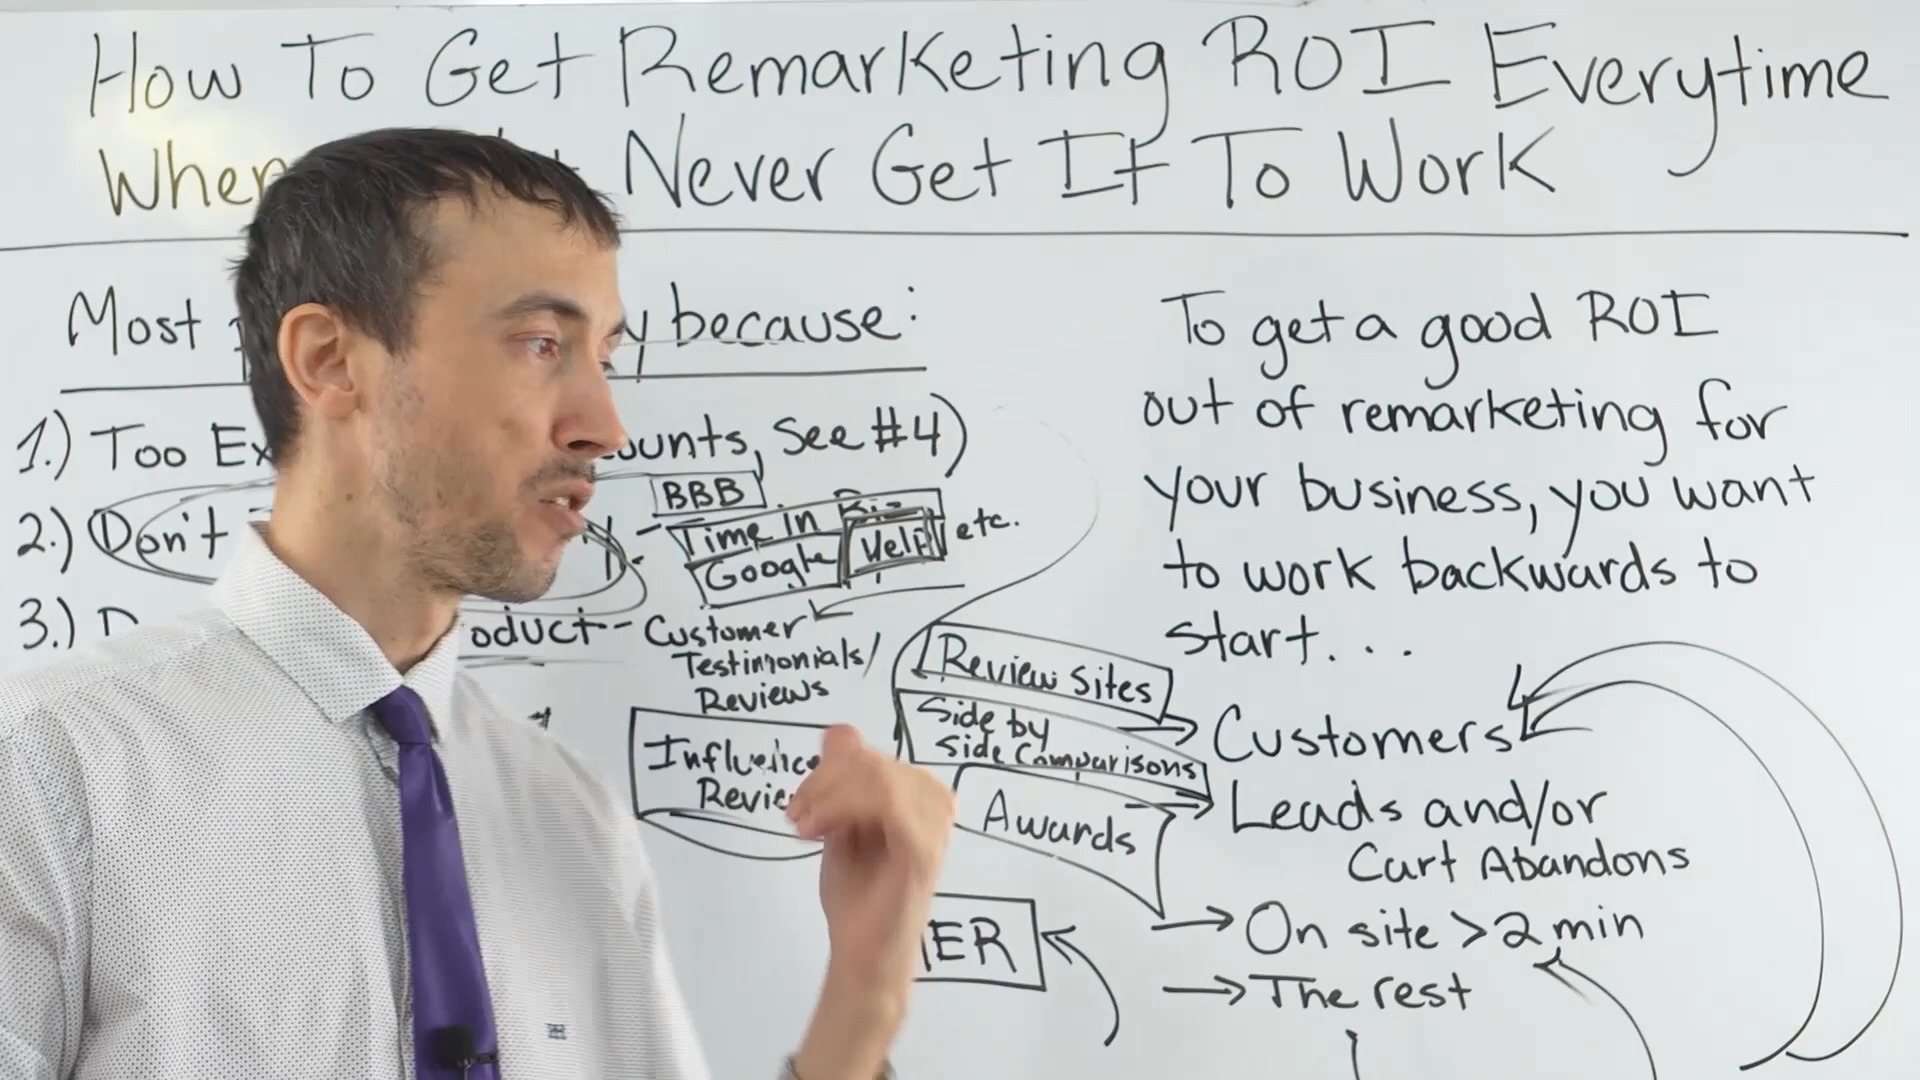 How To Get Remarketing ROI Everytime
When Never Get It To Work
Most because:
1.) Too Ex ounts, See #4)
2.) Don't
BBB
Time in Biz
Google
Yelp
etc.
3.) oduct - Customer
Testimonials/
Reviews
Influence
Revie
Review Sites
Side by
Side Comparisons
Awards
ER
To get a good ROI
out of remarketing for
your business, you want
to work backwards to
start...
→ Customers
→ Leads and/or
Cart Abandons
→ On site > 2 min
→ The rest